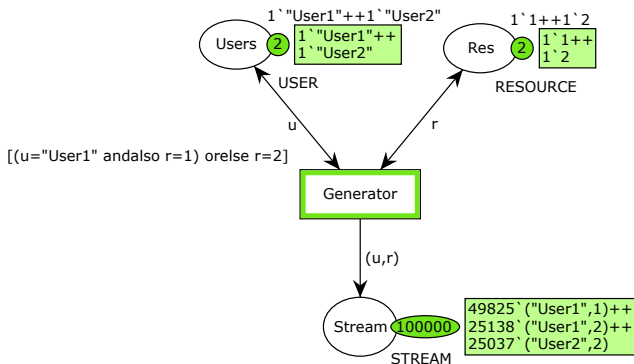 1`"User1"++1`"User2"
Users
2
1`"User1"++
1`"User2"
USER
1`1++1`2
Res
2
1`1++
1`2
RESOURCE
u
r
[(u="User1" andalso r=1) orelse r=2]
Generator
(u,r)
Stream
100000
49825`("User1",1)++
25138`("User1",2)++
25037`("User2",2)
STREAM